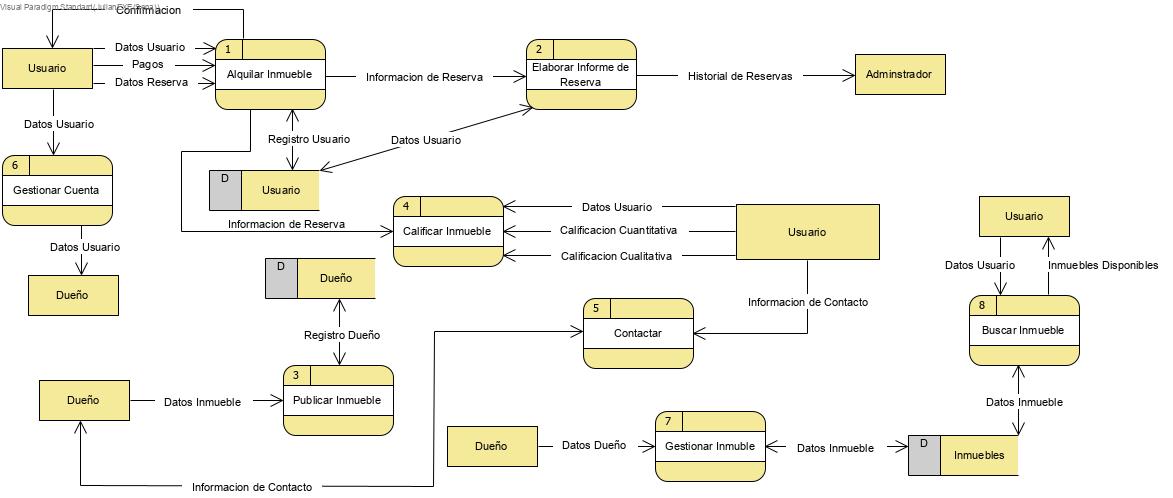 Visual Paradigm Standard
Confirmacion
Usuario
Datos Usuario
Pagos
Datos Reserva
1
Alquilar Inmueble
Informacion de Reserva
2
Elaborar Informe de
Reserva
Historial de Reservas
Adminstrador
Datos Usuario
Registro Usuario
Datos Usuario
6
Gestionar Cuenta
D
Usuario
Informacion de Reserva
4
Calificar Inmueble
Datos Usuario
Calificacion Cuantitativa
Calificacion Cualitativa
Usuario
Usuario
Datos Usuario
Inmuebles Disponibles
Datos Usuario
Dueño
D
Dueño
Registro Dueño
5
Contactar
Informacion de Contacto
8
Buscar Inmueble
Dueño
Datos Inmueble
3
Publicar Inmueble
Datos Inmueble
Dueño
Datos Dueño
7
Gestionar Inmuble
Datos Inmueble
D
Inmuebles
Informacion de Contacto